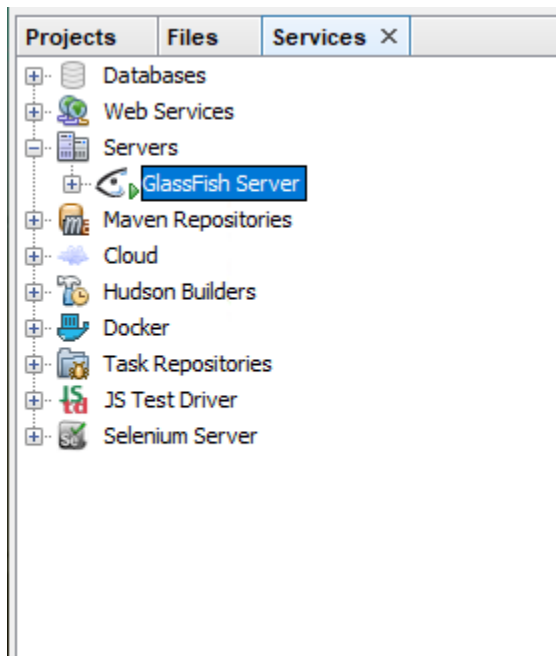 Projects Files Services ×
Databases
Web Services
Servers
GlassFish Server
Maven Repositories
Cloud
Hudson Builders
Docker
Task Repositories
JS Test Driver
Selenium Server